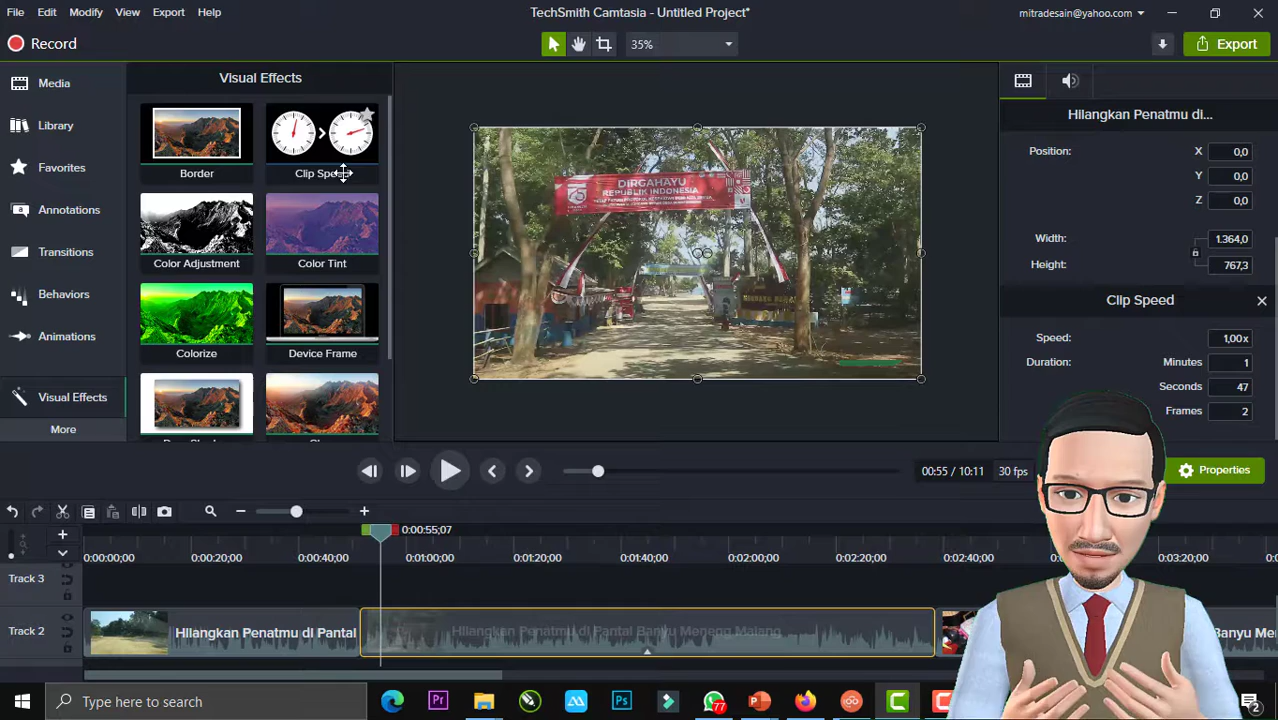 File Edit Modify View Export Help
TechSmith Camtasia - Untitled Project*
mitradesain@yahoo.com
Record
35%
Export
Media
Library
Favorites
Annotations
Transitions
Behaviors
Animations
Visual Effects
More
Visual Effects
Border
Clip Speed
Color Adjustment
Color Tint
Colorize
Device Frame
DIRGAHAYU
REPUBLIK INDONESIA
Hilangkan Penatmu di...
Position: X 0,0
Y 0,0
Z 0,0
Width: 1.364,0
Height: 767,3
Clip Speed
Speed: 1,00x
Duration: Minutes 1
Seconds 47
Frames 2
00:55 / 10:11 30 fps
Properties
0:00:55;07
0:00:00;00 0:00:20;00 0:00:40;00 0:01:00;00 0:01:20;00 0:01:40;00 0:02:00;00 0:02:20;00 0:02:40;00 0:03:20;00
Track 3
Track 2
Hilangkan Penatmu di Pantai
Hilangkan Penatmu di Pantai Banyu Meneng Malang
Banyu Men
Type here to search
Pr
Ps
77
2